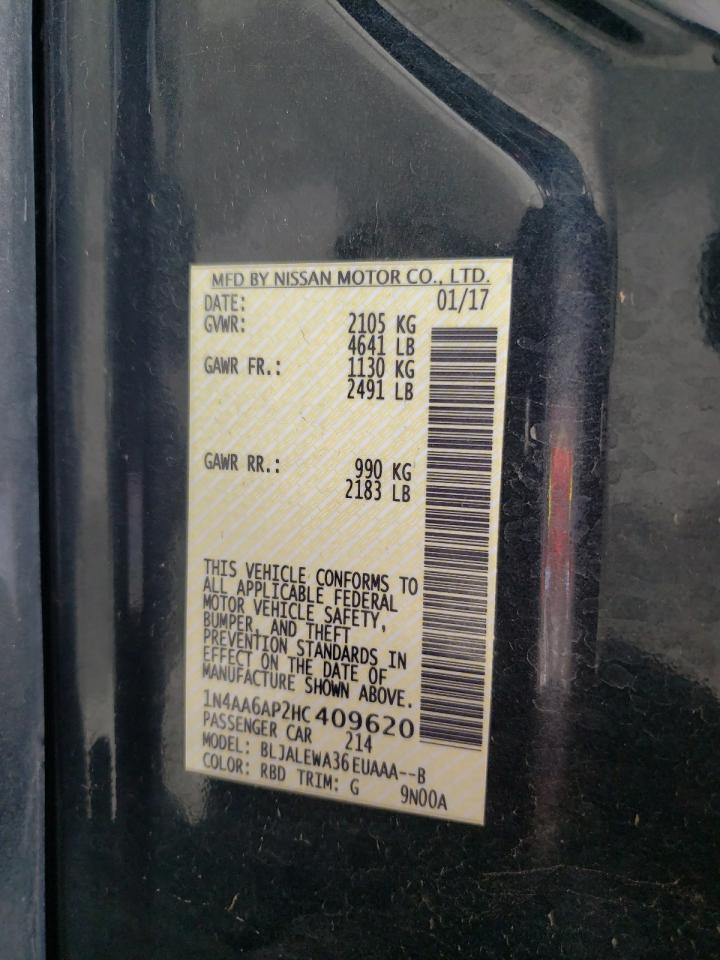 MFD BY NISSAN MOTOR CO., LTD.
DATE: 01/17
GVWR: 2105 KG
4641 LB
GAWR FR.: 1130 KG
2491 LB
GAWR RR.: 990 KG
2183 LB
THIS VEHICLE CONFORMS TO
ALL APPLICABLE FEDERAL
MOTOR VEHICLE SAFETY,
BUMPER, AND THEFT
PREVENTION STANDARDS IN
EFFECT ON THE DATE OF
MANUFACTURE SHOWN ABOVE.
1N4AA6AP2HC 409620
PASSENGER CAR 214
MODEL: BLJALEWA36EUAAA--B
COLOR: RBD TRIM: G 9N00A